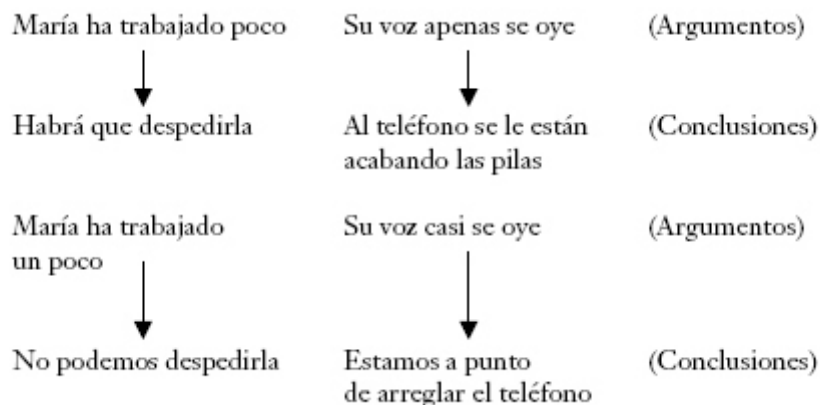 María ha trabajado poco Su voz apenas se oye (Argumentos)
Habrá que despedirla Al teléfono se le están (Conclusiones)
acabando las pilas
María ha trabajado Su voz casi se oye (Argumentos)
un poco
No podemos despedirla Estamos a punto (Conclusiones)
de arreglar el teléfono